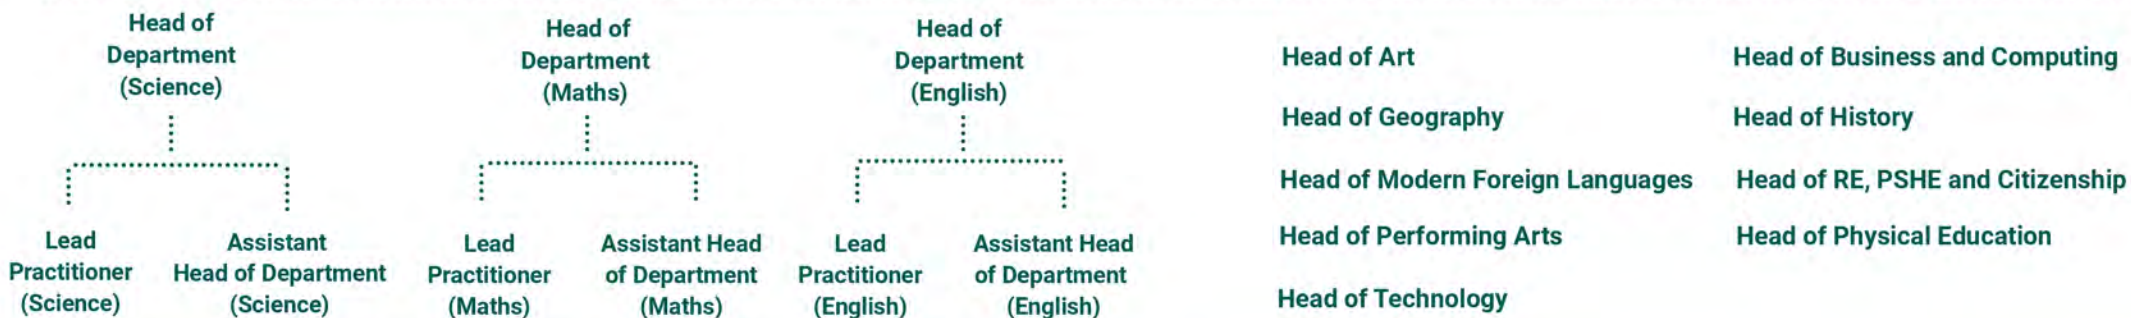 Head of
Department
(Science)
Lead
Practitioner
(Science)
Assistant
Head of Department
(Science)
Head of
Department
(Maths)
Lead
Practitioner
(Maths)
Assistant Head
of Department
(Maths)
Head of
Department
(English)
Lead
Practitioner
(English)
Assistant Head
of Department
(English)
Head of Art
Head of Geography
Head of Modern Foreign Languages
Head of Performing Arts
Head of Technology
Head of Business and Computing
Head of History
Head of RE, PSHE and Citizenship
Head of Physical Education